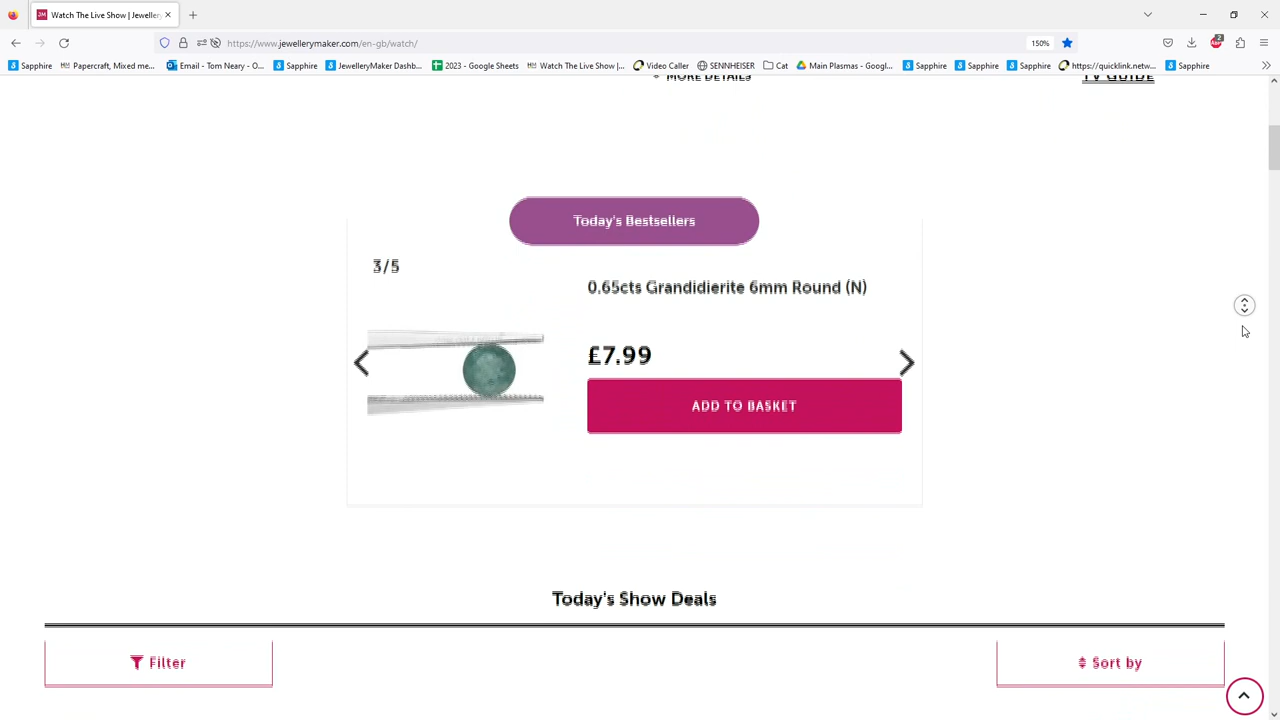 Watch The Live Show | Jeweller
https://www.jewellerymaker.com/en-gb/watch/
150%
2
Sapphire
Papercraft, Mixed me...
Email - Tom Neary - O...
Sapphire
JewelleryMaker Dashb...
2023 - Google Sheets
Watch The Live Show |...
Video Caller
SENNHEISER
Cat
Main Plasmas - Googl...
Sapphire
Sapphire
Sapphire
https://quicklink.netw...
Sapphire
MORE DETAILS
TV GUIDE
Today's Bestsellers
3/5
0.65cts Grandidierite 6mm Round (N)
£7.99
ADD TO BASKET
Today's Show Deals
Filter
Sort by